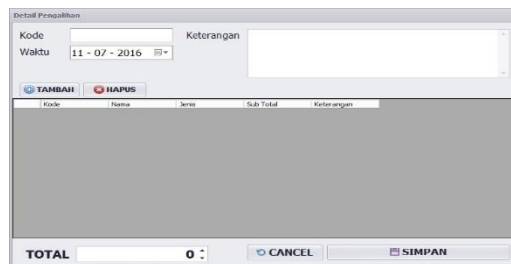 Detail Pengalihan
Kode Keterangan
Waktu 11 - 07 - 2016
TAMBAH HAPUS
Kode Nama Jenis Sub Total Keterangan
TOTAL 0 CANCEL SIMPAN